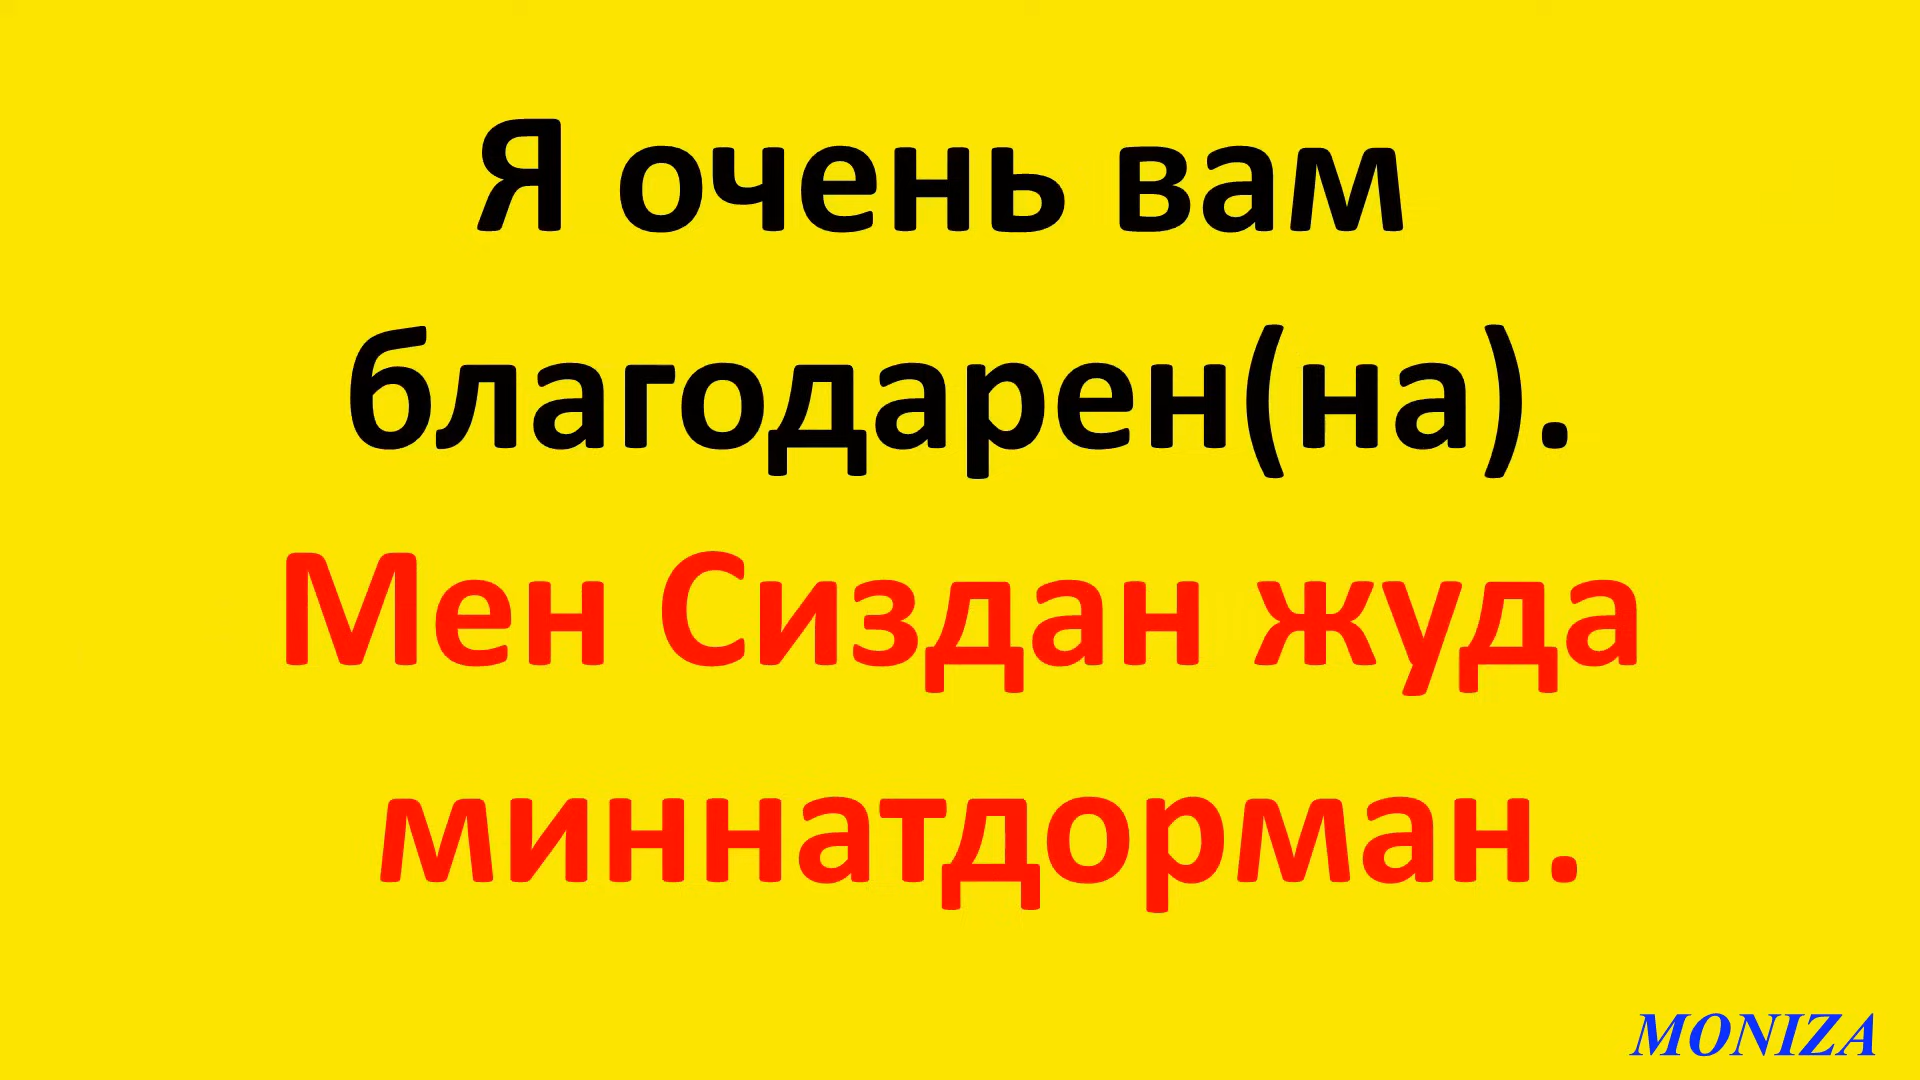 Я очень вам
благодарен(на).
Мен Сиздан жуда
миннатдорман.
MONIZA